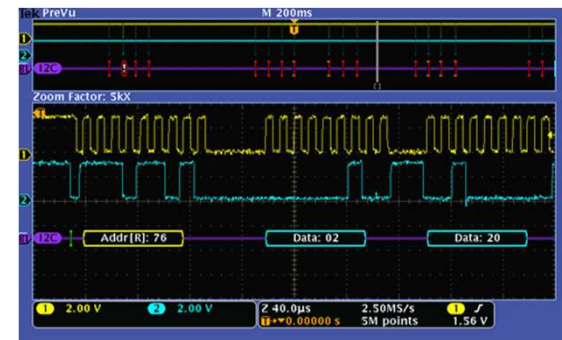 Tek PreVu M 200ms
T
1
2
B1 I2C
Zoom Factor: 5kX
T
1
2
B1 I2C Addr[R]: 76 Data: 02 Data: 20
1 2.00 V 2 2.00 V Z 40.0µs 2.50MS/s 1
T→▼0.00000 s 5M points 1.56 V